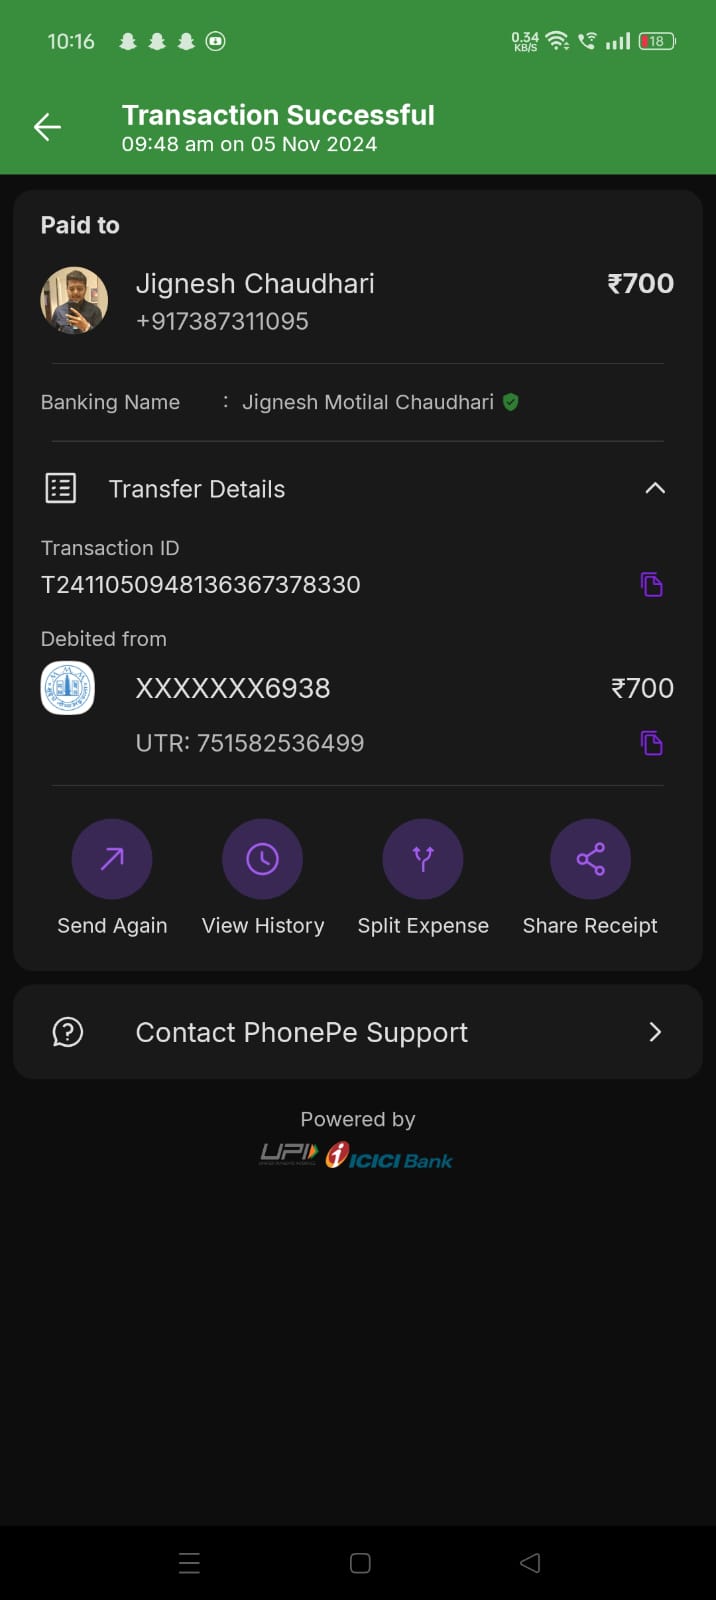 10:16 0.34 KB/S 18
Transaction Successful
09:48 am on 05 Nov 2024
Paid to
Jignesh Chaudhari ₹700
+917387311095
Banking Name : Jignesh Motilal Chaudhari
Transfer Details
Transaction ID
T2411050948136367378330
Debited from
XXXXXXX6938 ₹700
UTR: 751582536499
Send Again View History Split Expense Share Receipt
Contact PhonePe Support
Powered by
UPI ICICI Bank